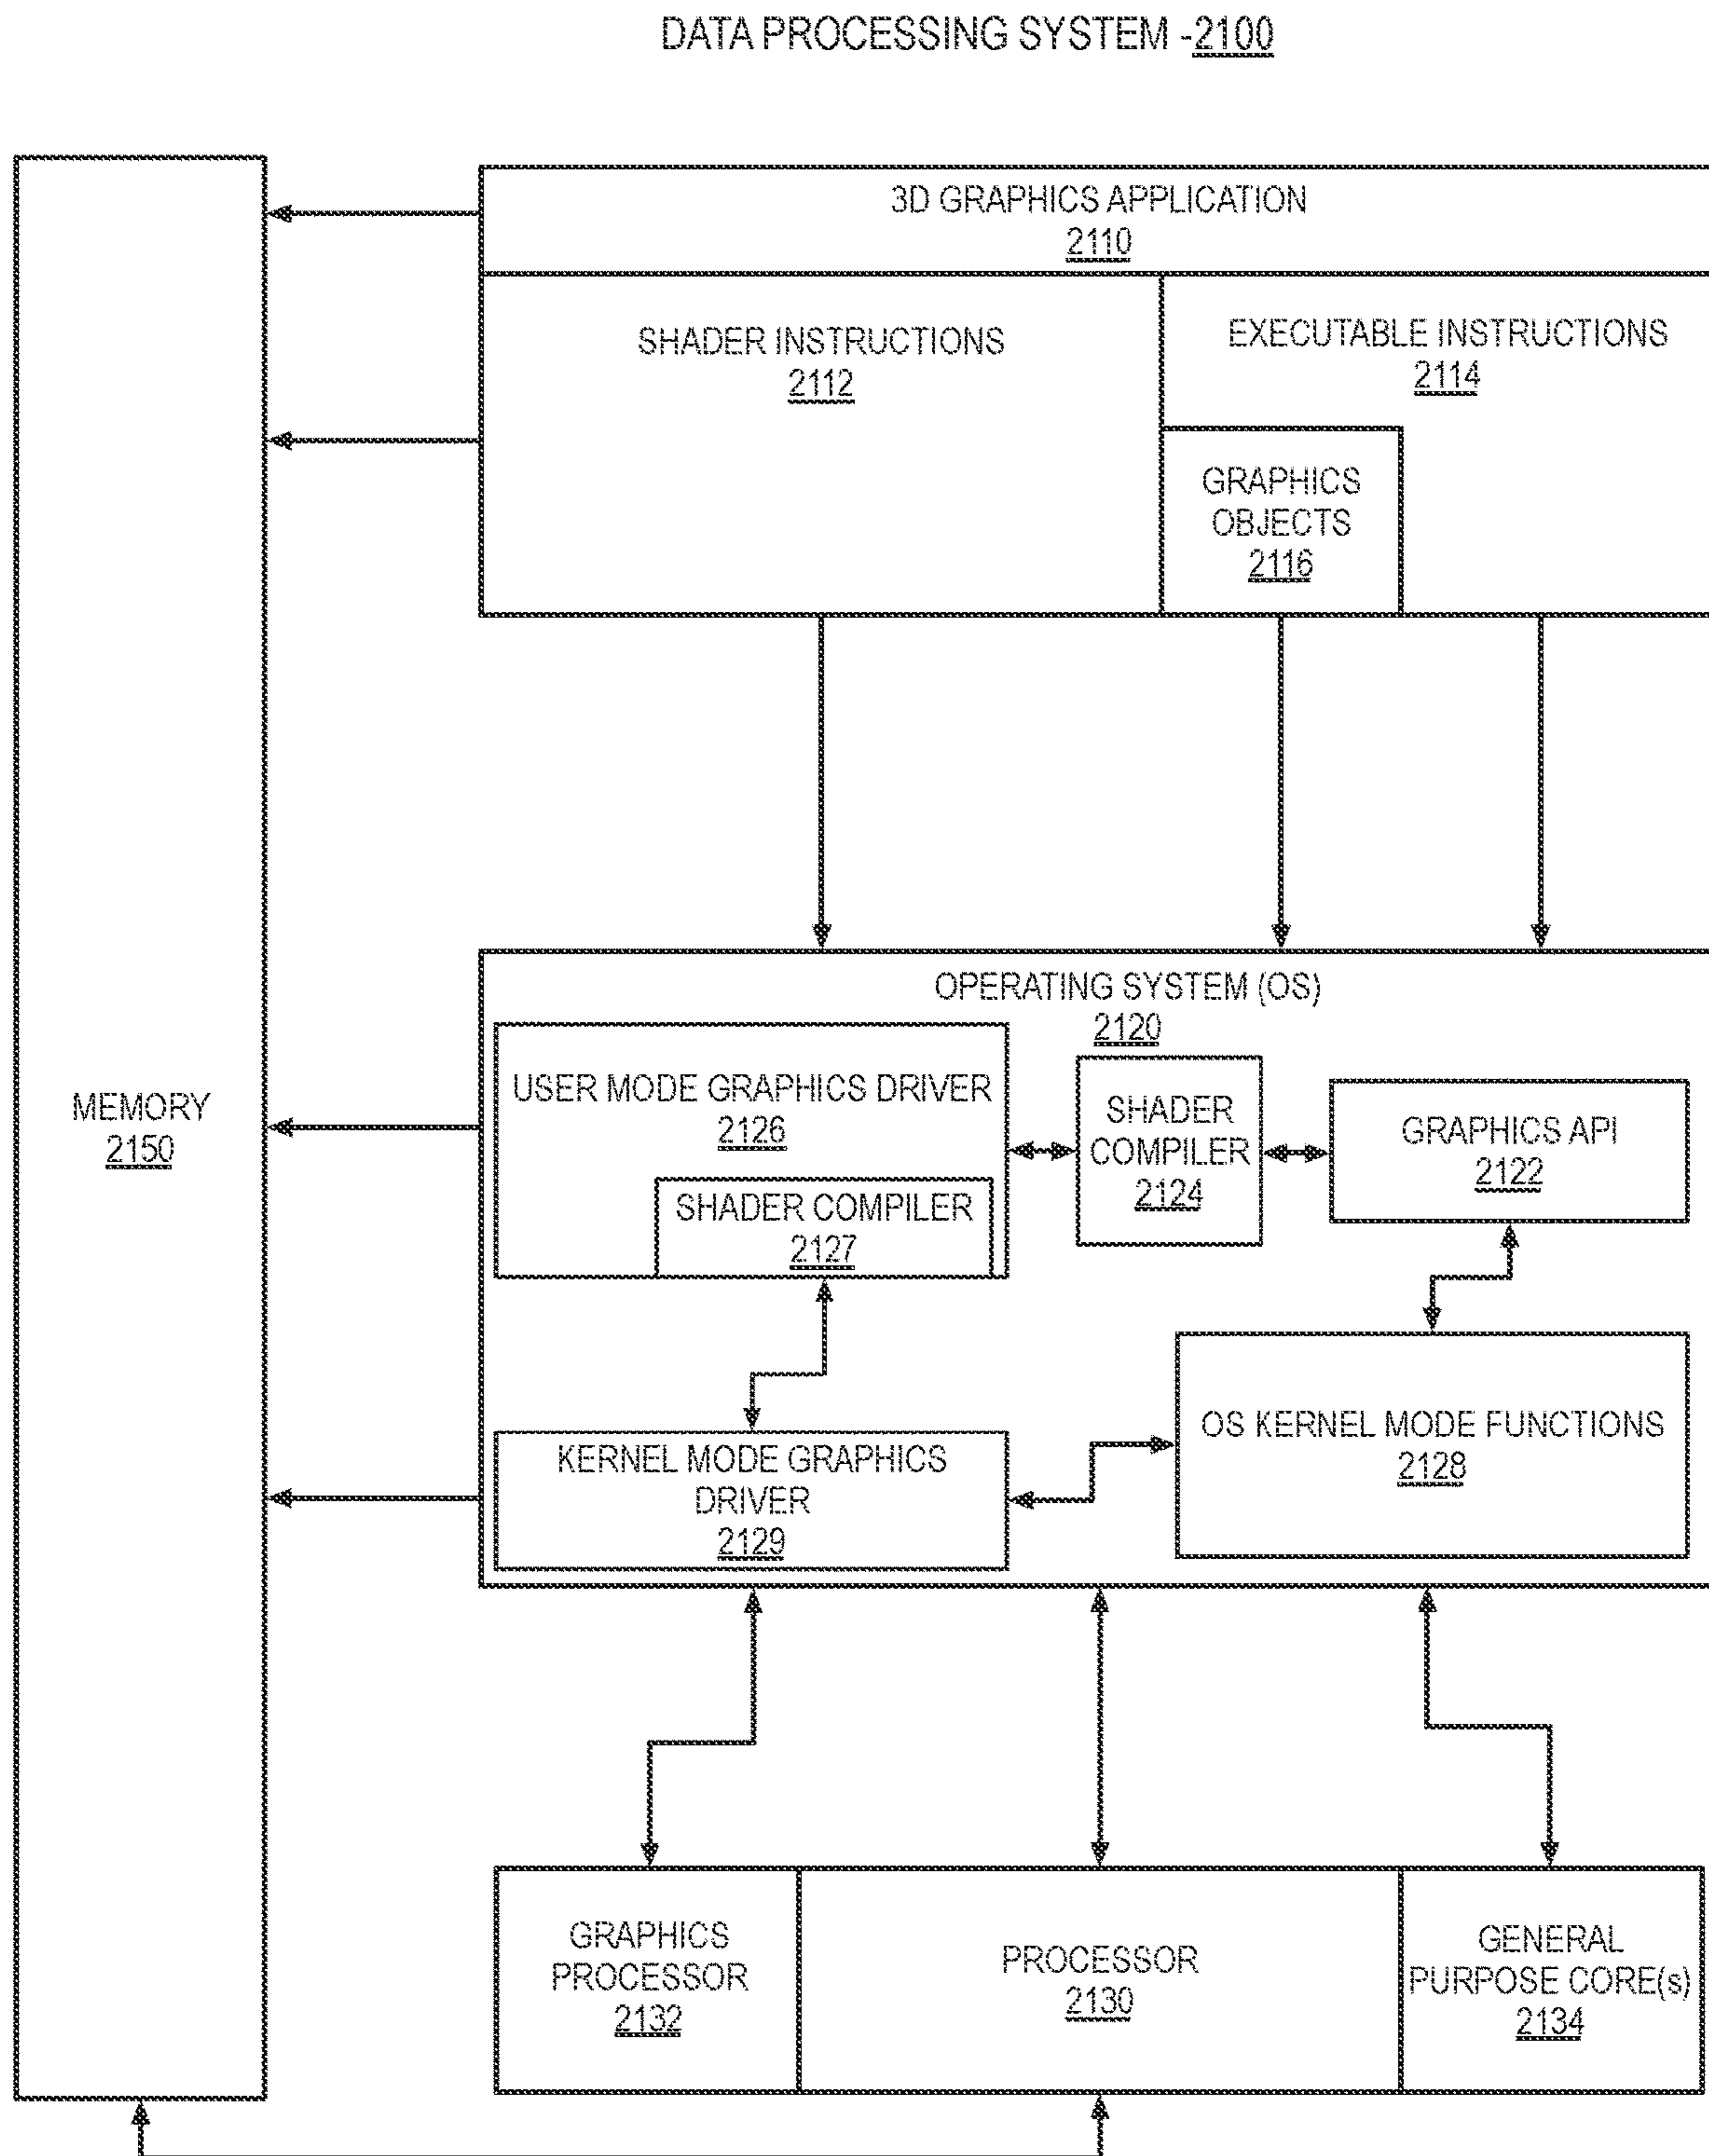 DATA PROCESSING SYSTEM -2100
3D GRAPHICS APPLICATION
2110
SHADER INSTRUCTIONS
2112
EXECUTABLE INSTRUCTIONS
2114
GRAPHICS
OBJECTS
2116
MEMORY
2150
OPERATING SYSTEM (OS)
2120
USER MODE GRAPHICS DRIVER
2126
SHADER COMPILER
2127
SHADER
COMPILER
2124
GRAPHICS API
2122
KERNEL MODE GRAPHICS
DRIVER
2129
OS KERNEL MODE FUNCTIONS
2128
GRAPHICS
PROCESSOR
2132
PROCESSOR
2130
GENERAL
PURPOSE CORE(s)
2134